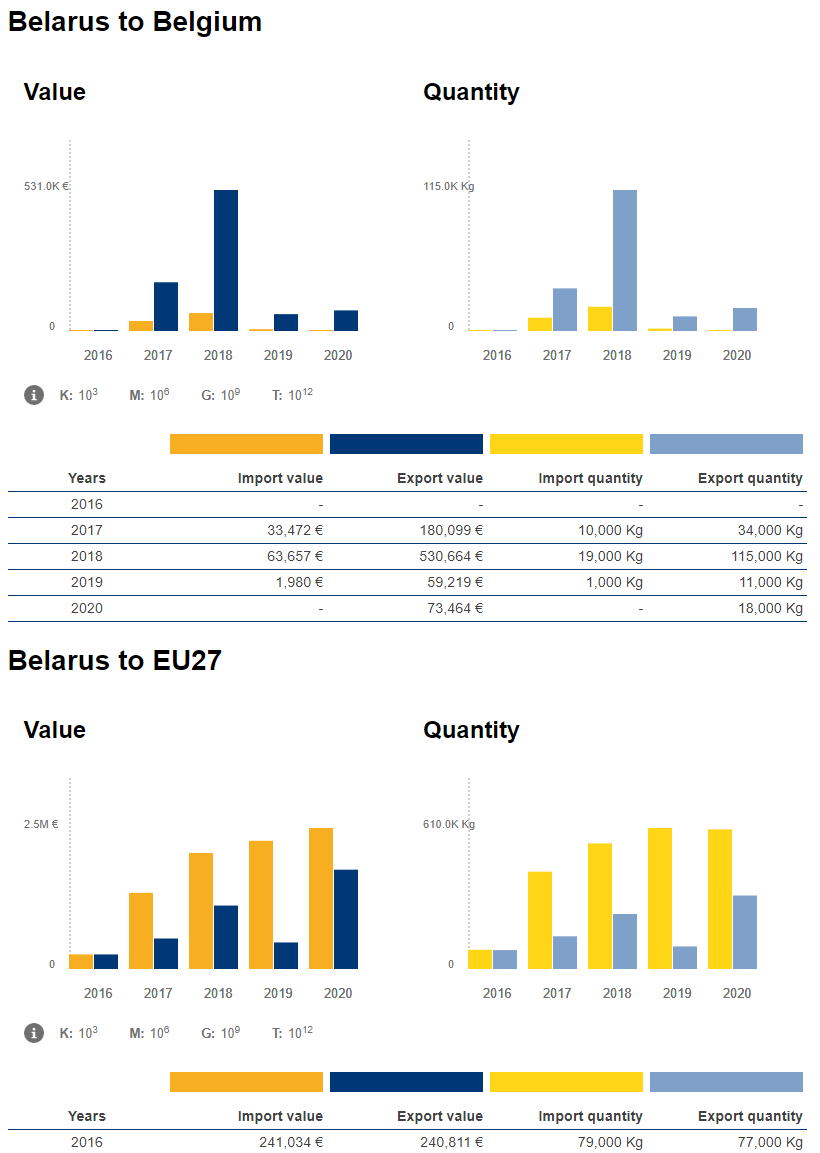 Belarus to Belgium
Value
Quantity
531.0K €
115.0K Kg
0
0
2016 2017 2018 2019 2020
2016 2017 2018 2019 2020
i K: 10³ M: 10⁶ G: 10⁹ T: 10¹²
Years Import value Export value Import quantity Export quantity
2016 - - - -
2017 33,472 € 180,099 € 10,000 Kg 34,000 Kg
2018 63,657 € 530,664 € 19,000 Kg 115,000 Kg
2019 1,980 € 59,219 € 1,000 Kg 11,000 Kg
2020 - 73,464 € - 18,000 Kg
Belarus to EU27
Value
Quantity
2.5M €
610.0K Kg
0
0
2016 2017 2018 2019 2020
2016 2017 2018 2019 2020
i K: 10³ M: 10⁶ G: 10⁹ T: 10¹²
Years Import value Export value Import quantity Export quantity
2016 241,034 € 240,811 € 79,000 Kg 77,000 Kg